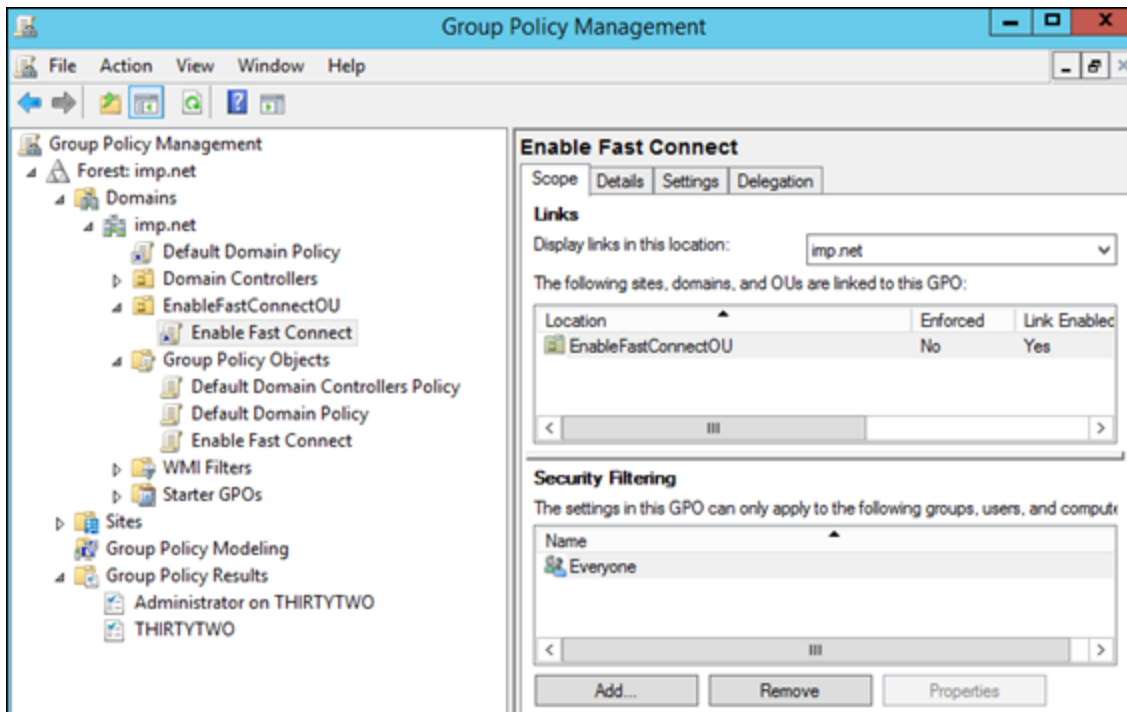 Group Policy Management
File Action View Window Help
Group Policy Management
Forest: imp.net
Domains
imp.net
Default Domain Policy
Domain Controllers
EnableFastConnectOU
Enable Fast Connect
Group Policy Objects
Default Domain Controllers Policy
Default Domain Policy
Enable Fast Connect
WMI Filters
Starter GPOs
Sites
Group Policy Modeling
Group Policy Results
Administrator on THIRTYTWO
THIRTYTWO
Enable Fast Connect
Scope Details Settings Delegation
Links
Display links in this location: imp.net
The following sites, domains, and OUs are linked to this GPO:
Location Enforced Link Enabled
EnableFastConnectOU No Yes
Security Filtering
The settings in this GPO can only apply to the following groups, users, and compute
Name
Everyone
Add... Remove Properties